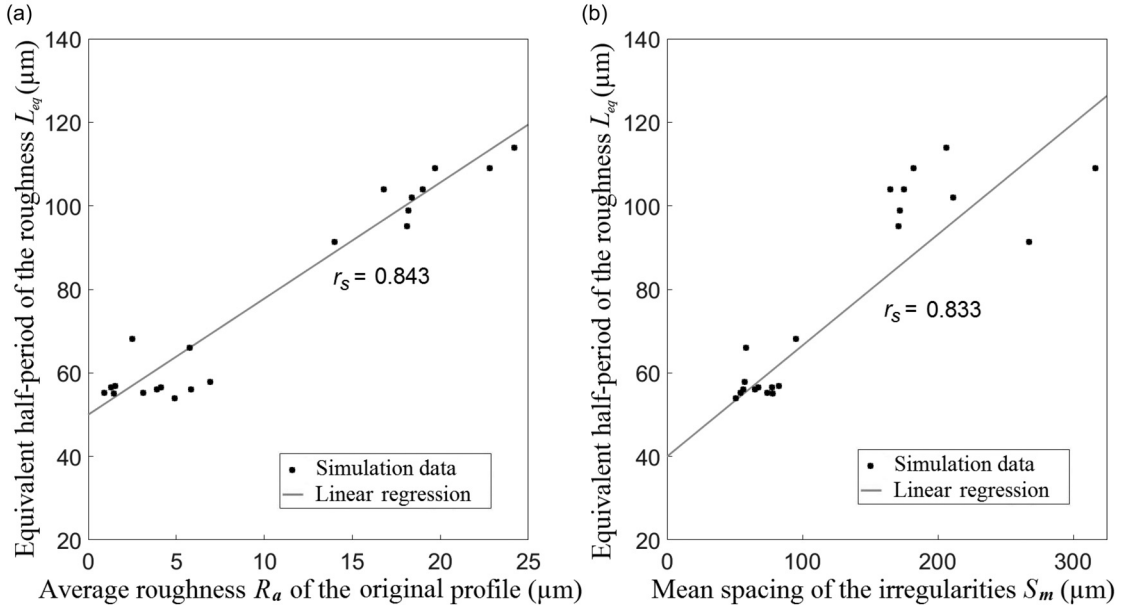 (a)
Equivalent half-period of the roughness Leq (µm)
140
120
100
80
60
40
20
rs = 0.843
Simulation data
Linear regression
0
5
10
15
20
25
Average roughness Ra of the original profile (µm)
(b)
Equivalent half-period of the roughness Leq (µm)
140
120
100
80
60
40
20
rs = 0.833
Simulation data
Linear regression
0
100
200
300
Mean spacing of the irregularities Sm (µm)